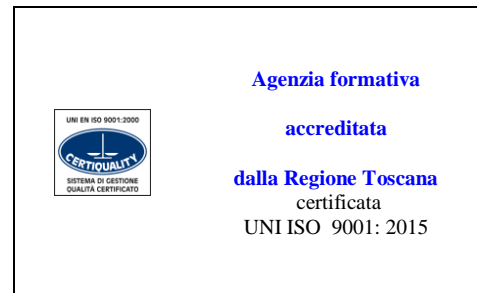 UNI EN ISO 9001:2000
CERTIQUALITY
SISTEMA DI GESTIONE
QUALITÀ CERTIFICATO
Agenzia formativa
accreditata
dalla Regione Toscana
certificata
UNI ISO  9001: 2015